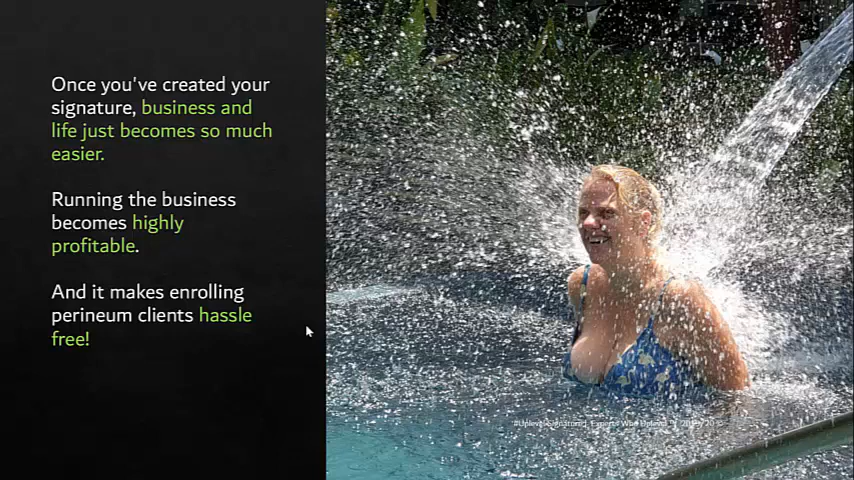 Once you've created your
signature, business and
life just becomes so much
easier.
Running the business
becomes highly
profitable.
And it makes enrolling
perineum clients hassle
free!